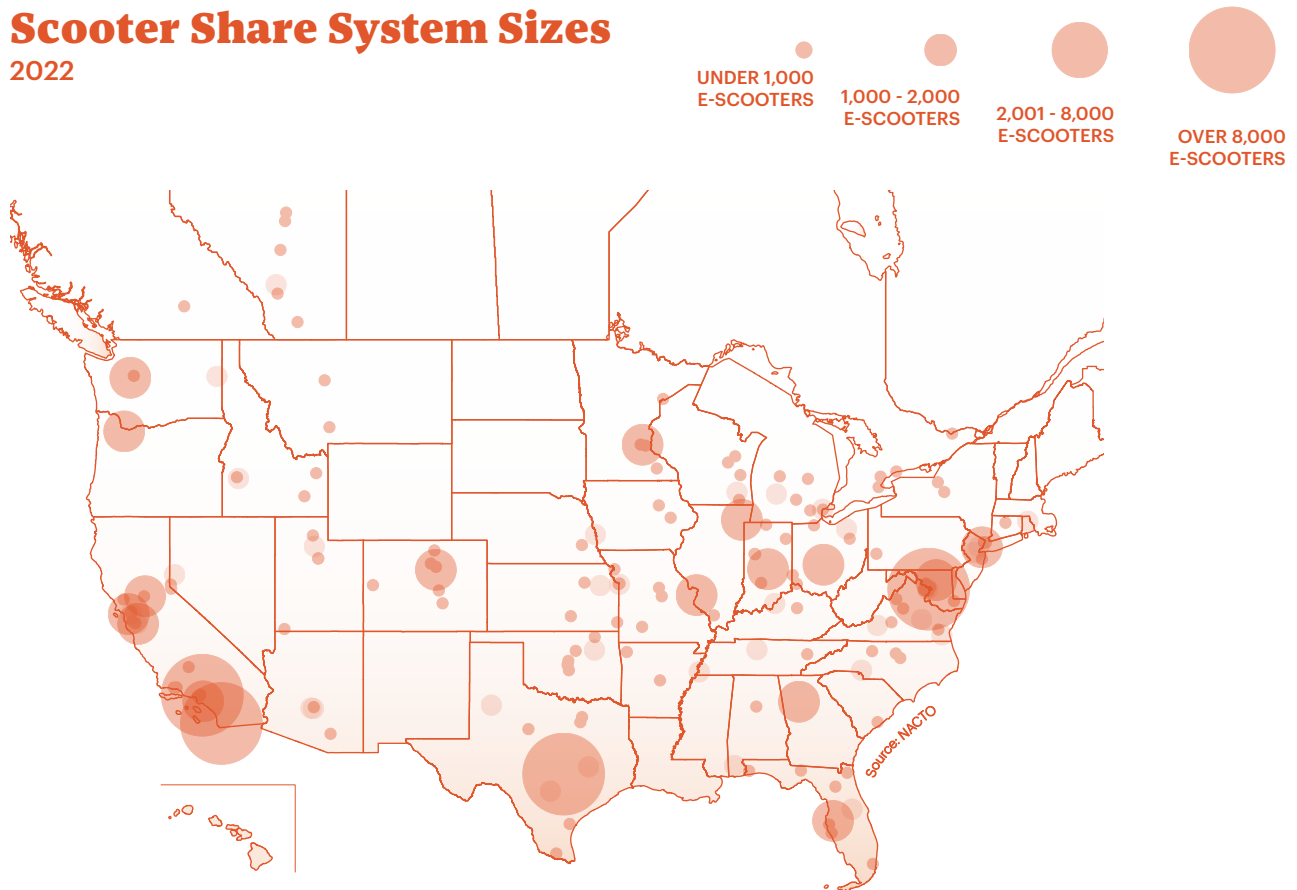 Scooter Share System Sizes
2022
UNDER 1,000
E-SCOOTERS
1,000 - 2,000
E-SCOOTERS
2,001 - 8,000
E-SCOOTERS
OVER 8,000
E-SCOOTERS
Source: NACTO